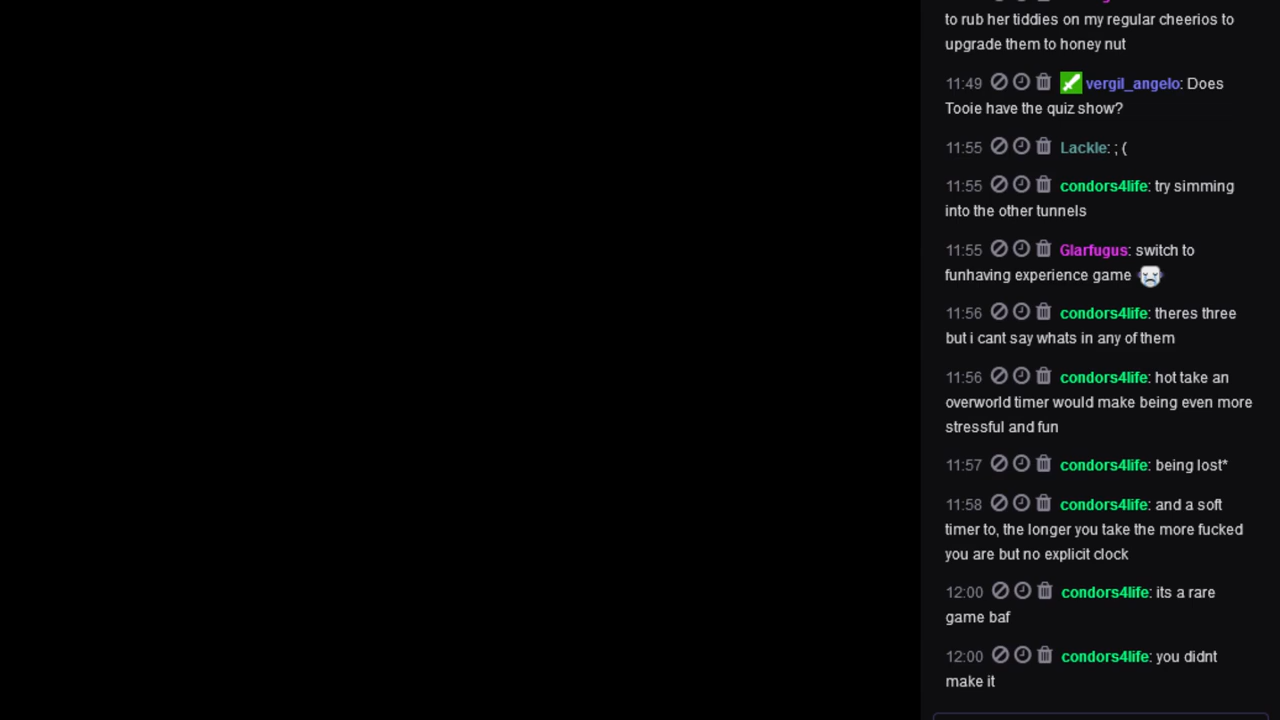 to rub her tiddies on my regular cheerios to
upgrade them to honey nut
11:49 vergil_angelo: Does
Tooie have the quiz show?
11:55 Lackle: ; (
11:55 condors4life: try simming
into the other tunnels
11:55 Glarfugus: switch to
funhaving experience game
11:56 condors4life: theres three
but i cant say whats in any of them
11:56 condors4life: hot take an
overworld timer would make being even more
stressful and fun
11:57 condors4life: being lost*
11:58 condors4life: and a soft
timer to, the longer you take the more fucked
you are but no explicit clock
12:00 condors4life: its a rare
game baf
12:00 condors4life: you didnt
make it